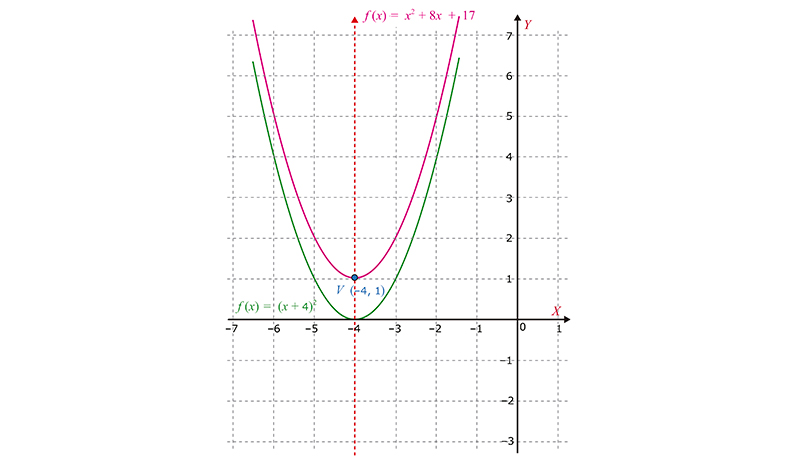 f(x) = x² + 8x + 17
Y
7
6
5
4
3
2
1
V (−4, 1)
f(x) = (x + 4)²
X
−7 −6 −5 −4 −3 −2 −1 0 1
−1
−2
−3